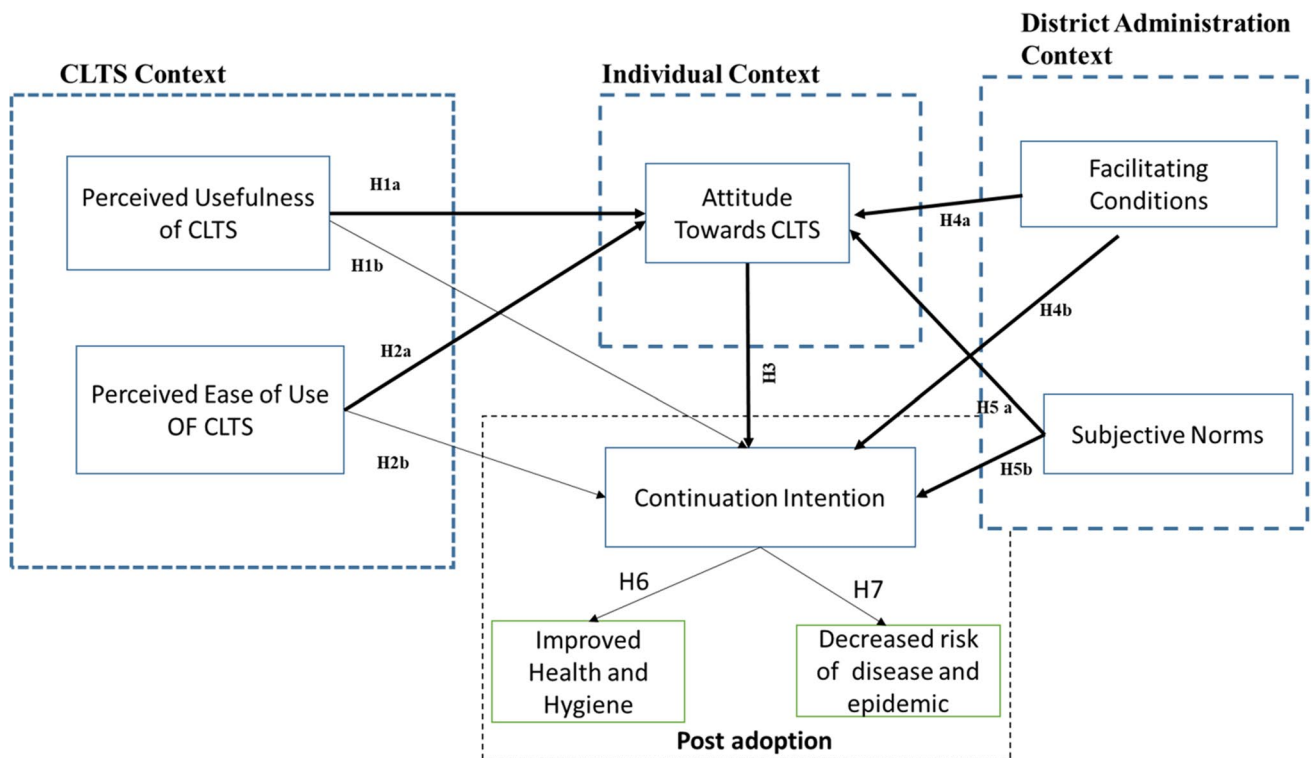 District Administration
Context
CLTS Context
Individual Context
Perceived Usefulness
of CLTS
H1a
H1b
Attitude
Towards CLTS
Facilitating
Conditions
H4a
H4b
Perceived Ease of Use
OF CLTS
H2a
H2b
H3
H5 a
Subjective Norms
H5b
Continuation Intention
H6
H7
Improved
Health and
Hygiene
Decreased risk
of disease and
epidemic
Post adoption